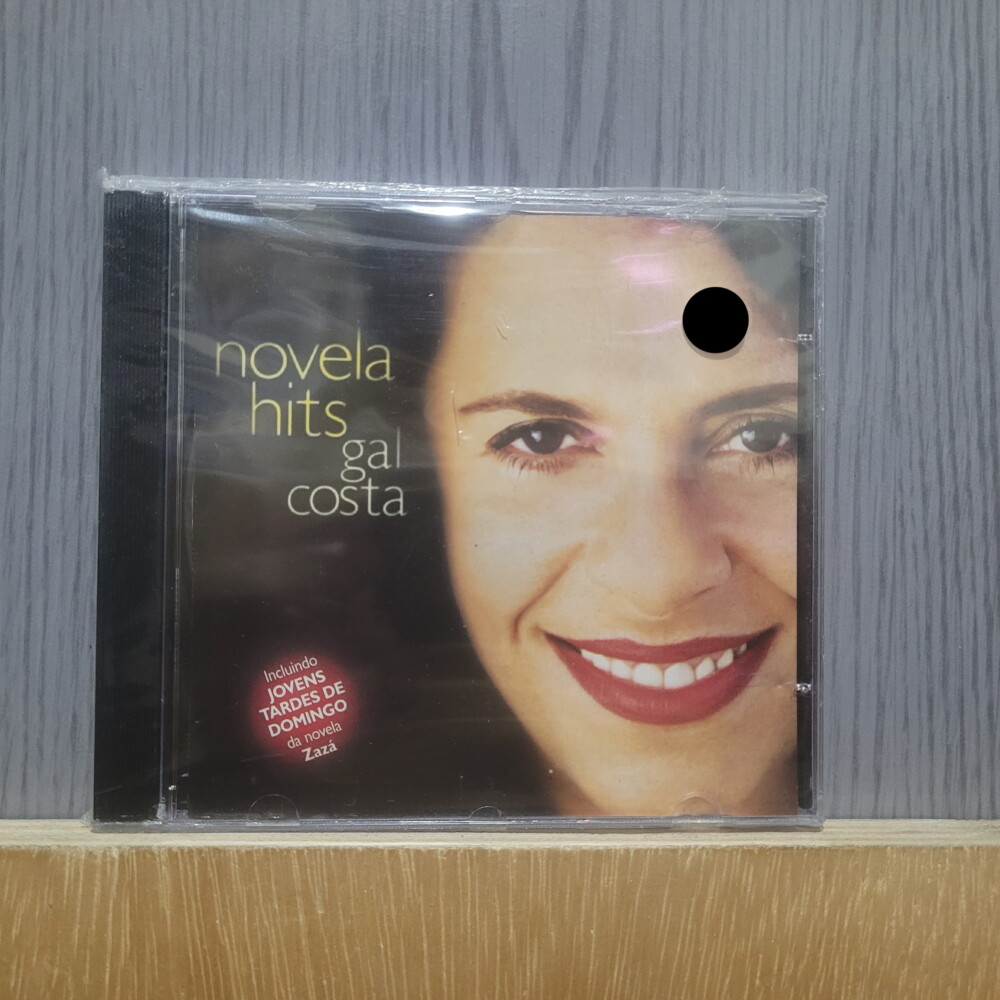 novela
hits
gal
costa
Incluindo
JOVENS
TARDES DE
DOMINGO
da novela
Zazá